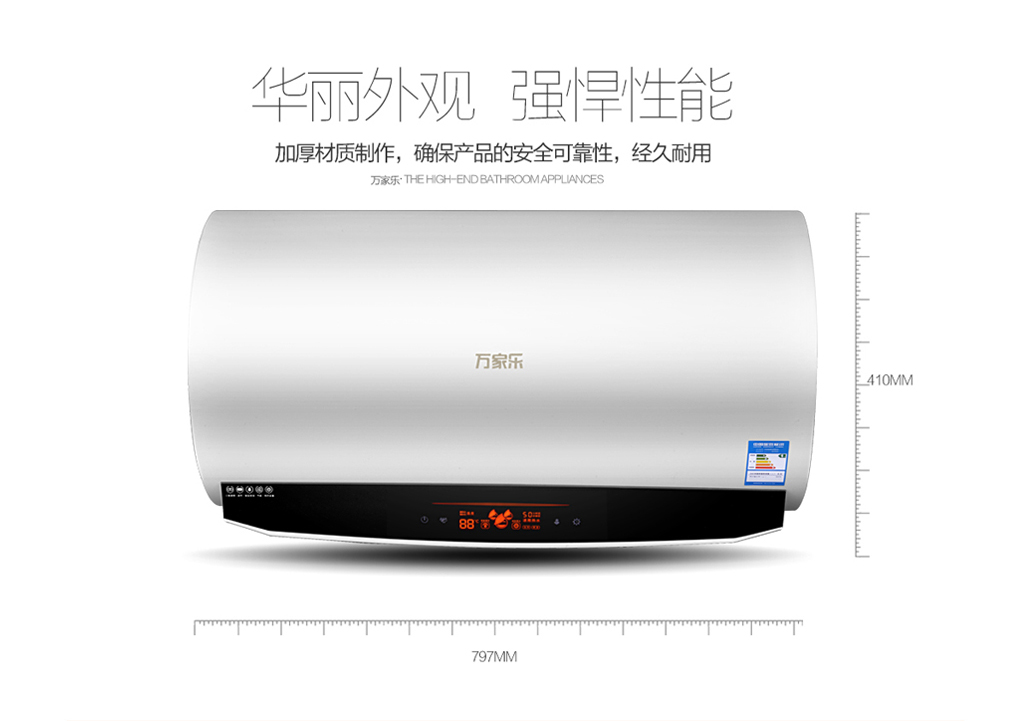 华丽外观 强悍性能
加厚材质制作，确保产品的安全可靠性，经久耐用
万家乐· THE HIGH-END BATHROOM APPLIANCES
万家乐
410MM
88°
50
797MM